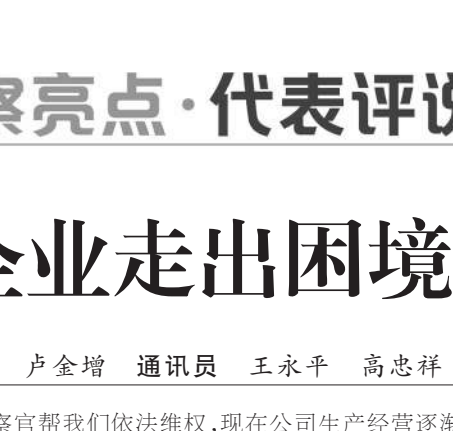 察亮点·代表评说
企业走出困境
卢金增 通讯员 王永平 高忠祥
察官帮我们依法维权,现在公司生产经营逐渐